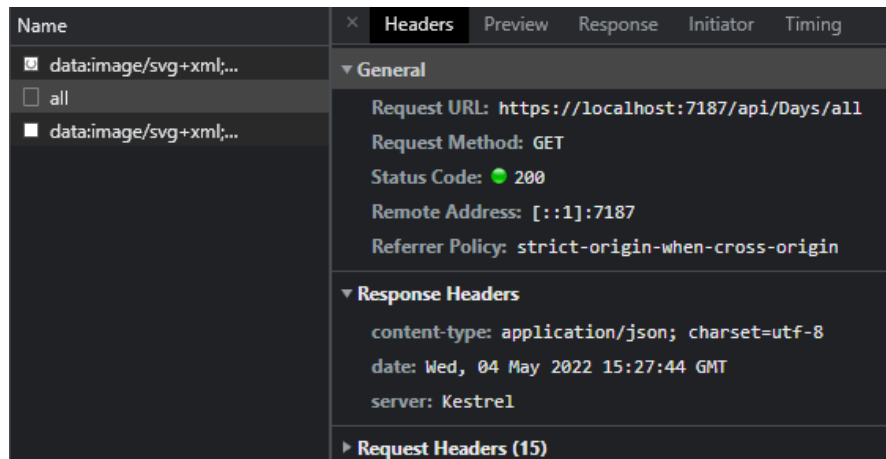 Name
data:image/svg+xml;...
all
data:image/svg+xml;...
× Headers Preview Response Initiator Timing
▼ General
Request URL: https://localhost:7187/api/Days/all
Request Method: GET
Status Code: 200
Remote Address: [::1]:7187
Referrer Policy: strict-origin-when-cross-origin
▼ Response Headers
content-type: application/json; charset=utf-8
date: Wed, 04 May 2022 15:27:44 GMT
server: Kestrel
▶ Request Headers (15)